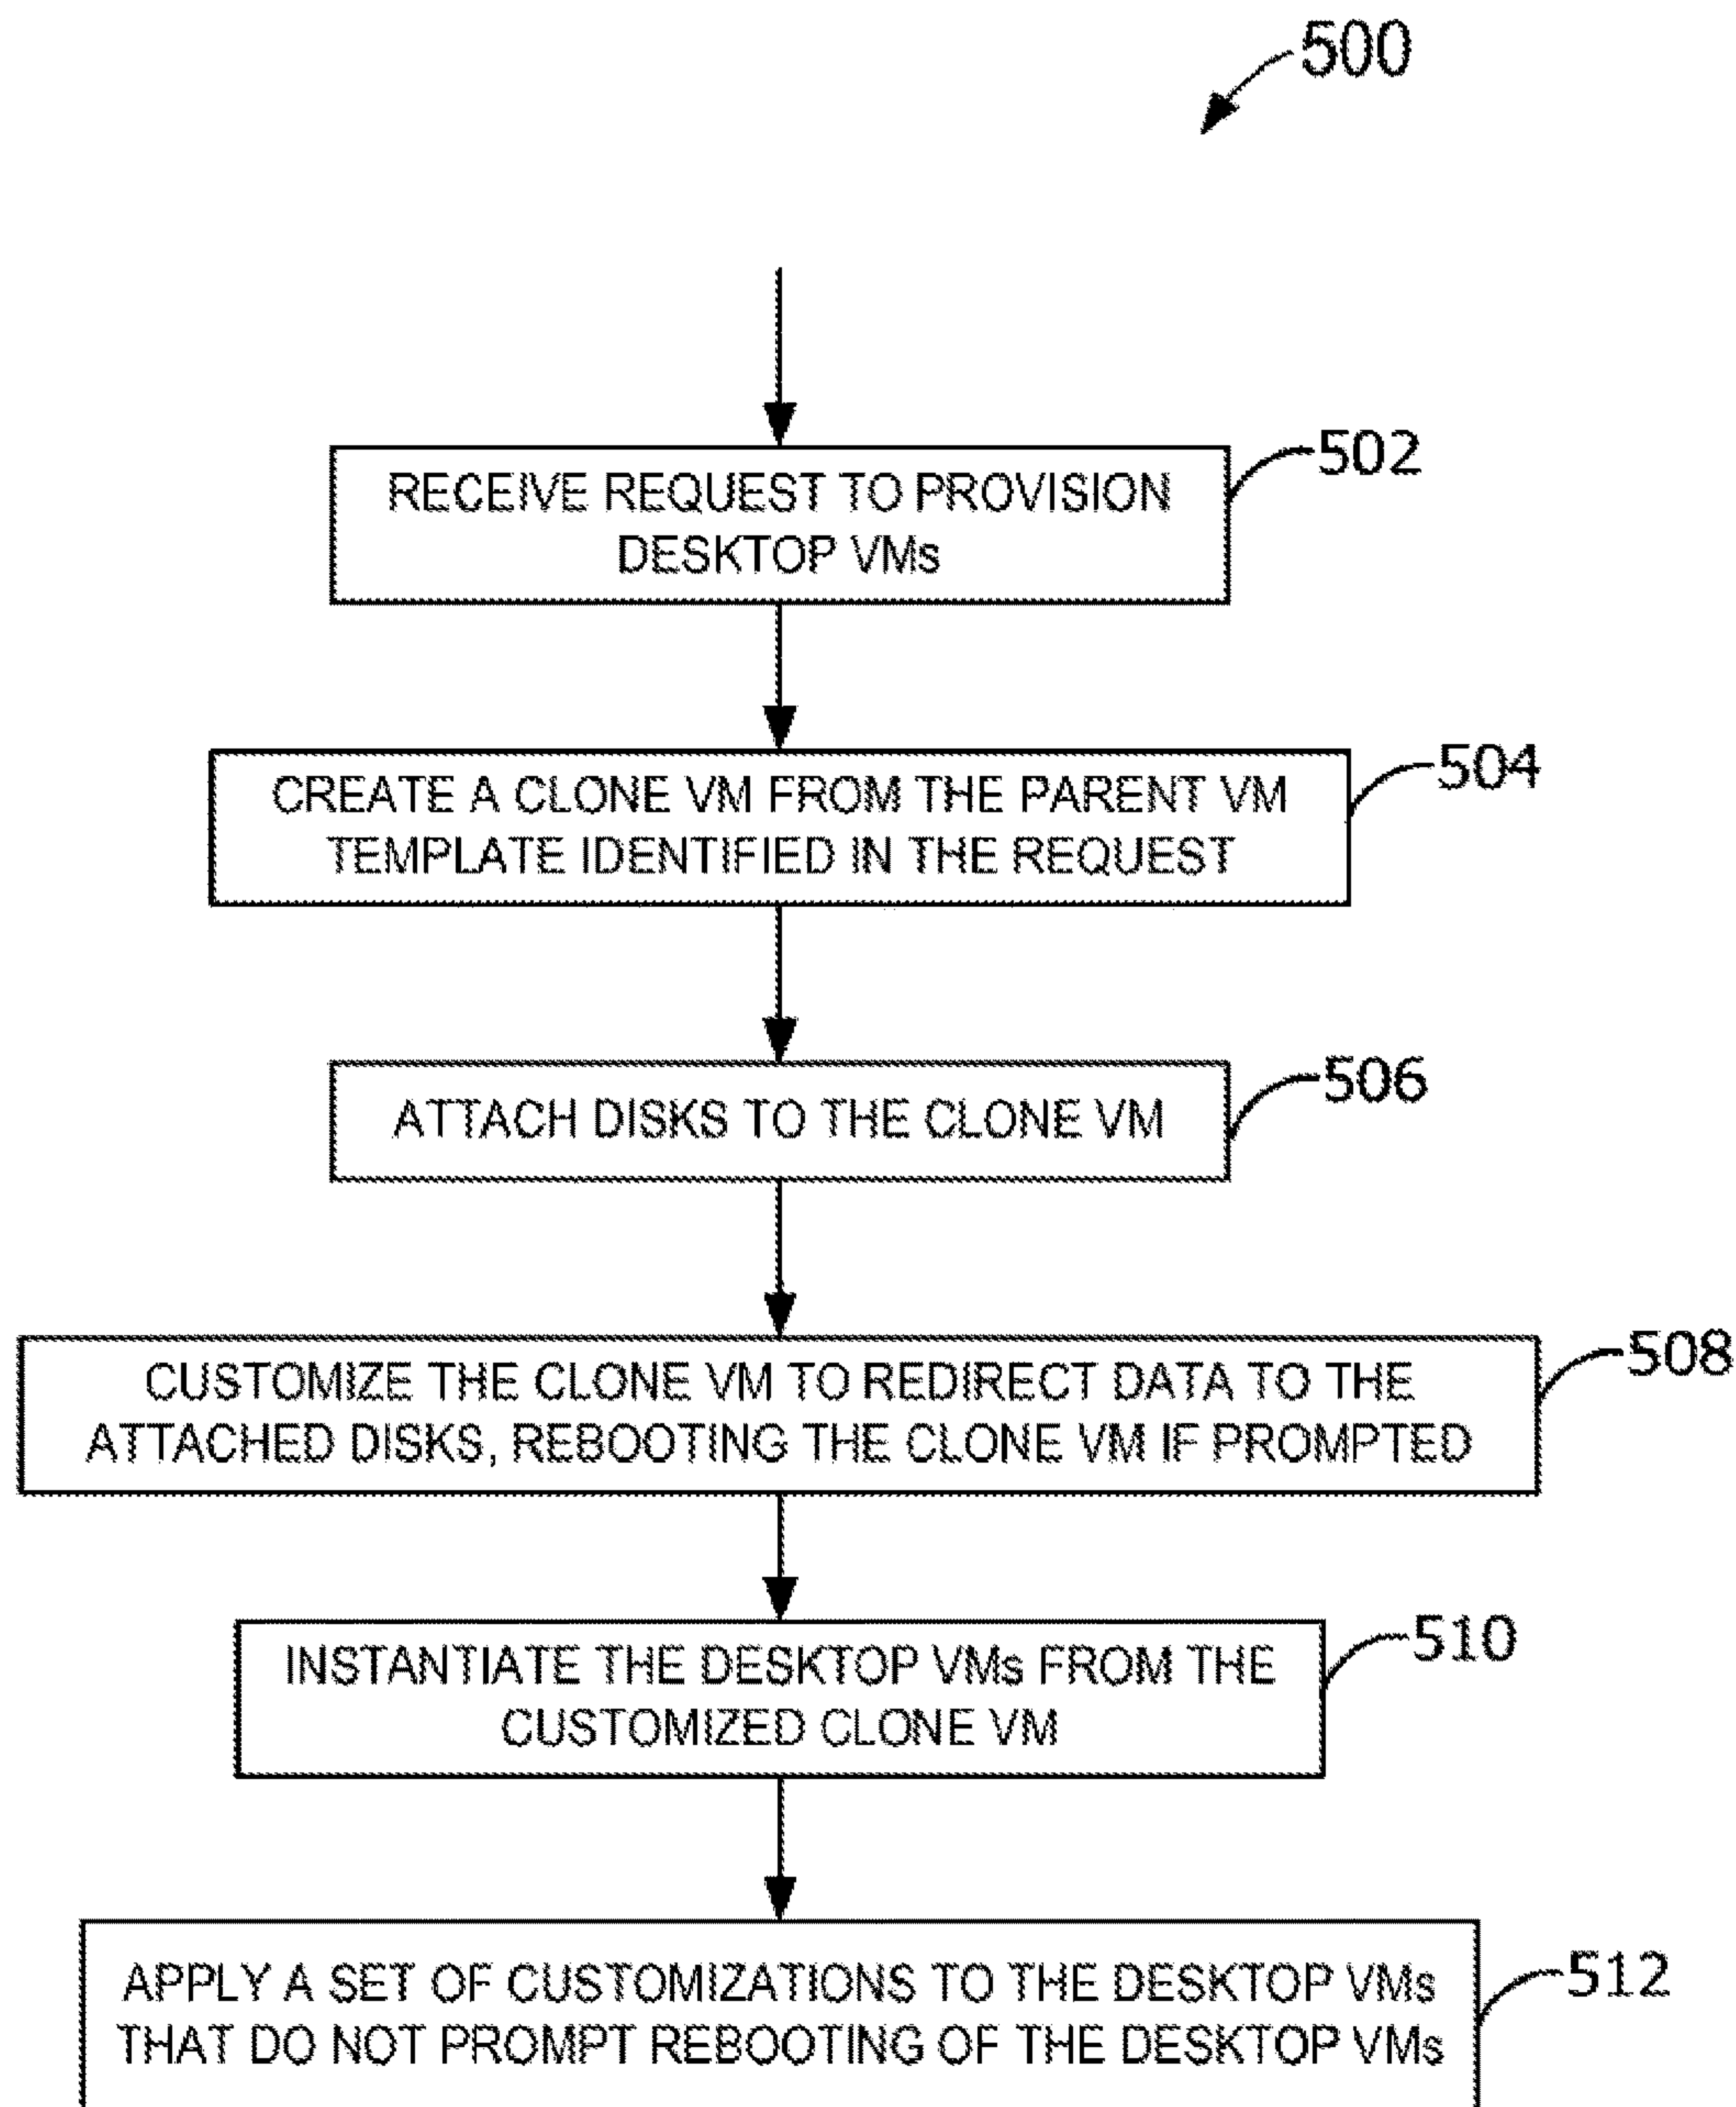 500
RECEIVE REQUEST TO PROVISION
DESKTOP VMs
502
CREATE A CLONE VM FROM THE PARENT VM
TEMPLATE IDENTIFIED IN THE REQUEST
504
ATTACH DISKS TO THE CLONE VM
506
CUSTOMIZE THE CLONE VM TO REDIRECT DATA TO THE
ATTACHED DISKS, REBOOTING THE CLONE VM IF PROMPTED
508
INSTANTIATE THE DESKTOP VMs FROM THE
CUSTOMIZED CLONE VM
510
APPLY A SET OF CUSTOMIZATIONS TO THE DESKTOP VMs
THAT DO NOT PROMPT REBOOTING OF THE DESKTOP VMs
512